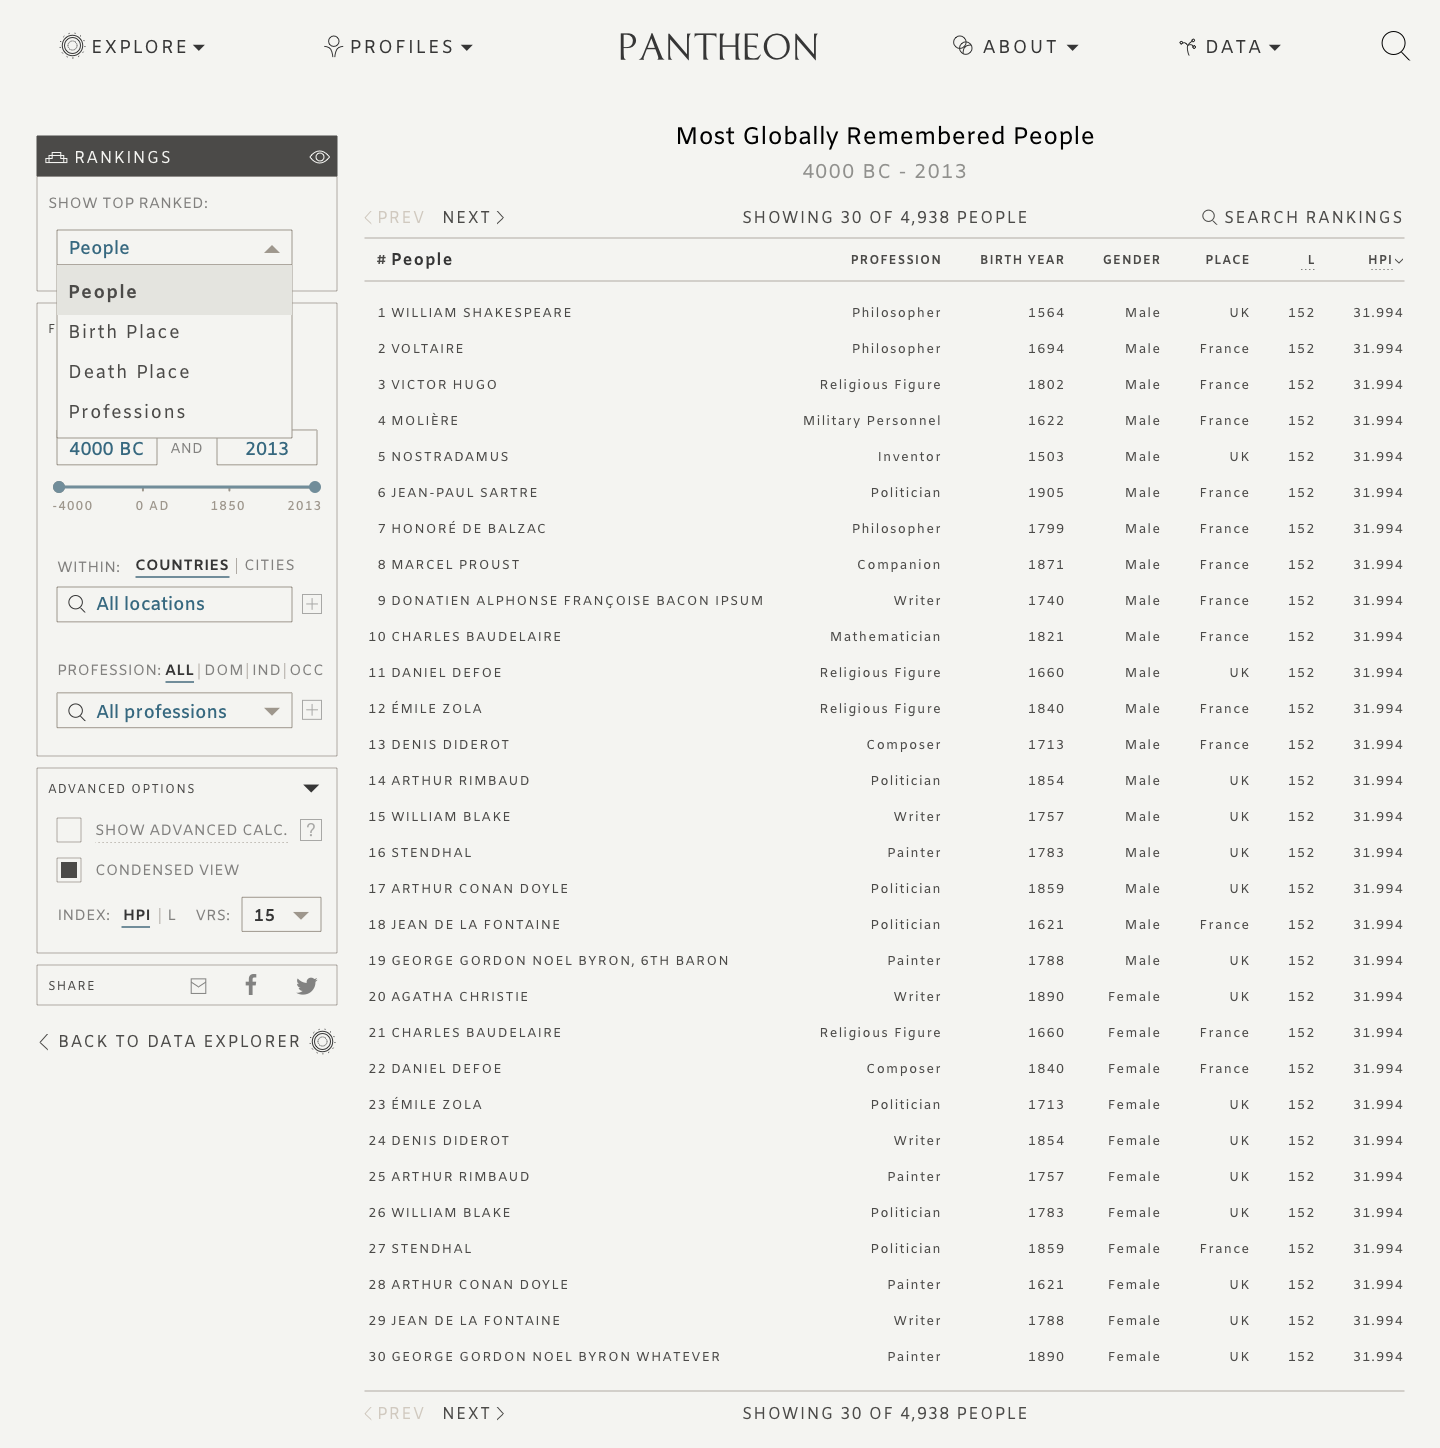 EXPLORE PROFILES PANTHEON ABOUT DATA
RANKINGS
SHOW TOP RANKED:
People
People
Birth Place
Death Place
Professions
4000 BC AND 2013
-4000 0 AD 1850 2013
WITHIN: COUNTRIES | CITIES
All locations
PROFESSION: ALL | DOM | IND | OCC
All professions
ADVANCED OPTIONS
SHOW ADVANCED CALC. ?
CONDENSED VIEW
INDEX: HPI | L VRS: 15
SHARE
BACK TO DATA EXPLORER
Most Globally Remembered People
4000 BC - 2013
PREV NEXT SHOWING 30 OF 4,938 PEOPLE SEARCH RANKINGS
# People PROFESSION BIRTH YEAR GENDER PLACE L HPI
1 WILLIAM SHAKESPEARE Philosopher 1564 Male UK 152 31.994
2 VOLTAIRE Philosopher 1694 Male France 152 31.994
3 VICTOR HUGO Religious Figure 1802 Male France 152 31.994
4 MOLIÈRE Military Personnel 1622 Male France 152 31.994
5 NOSTRADAMUS Inventor 1503 Male UK 152 31.994
6 JEAN-PAUL SARTRE Politician 1905 Male France 152 31.994
7 HONORÉ DE BALZAC Philosopher 1799 Male France 152 31.994
8 MARCEL PROUST Companion 1871 Male France 152 31.994
9 DONATIEN ALPHONSE FRANÇOISE BACON IPSUM Writer 1740 Male France 152 31.994
10 CHARLES BAUDELAIRE Mathematician 1821 Male France 152 31.994
11 DANIEL DEFOE Religious Figure 1660 Male UK 152 31.994
12 ÉMILE ZOLA Religious Figure 1840 Male France 152 31.994
13 DENIS DIDEROT Composer 1713 Male France 152 31.994
14 ARTHUR RIMBAUD Politician 1854 Male UK 152 31.994
15 WILLIAM BLAKE Writer 1757 Male UK 152 31.994
16 STENDHAL Painter 1783 Male UK 152 31.994
17 ARTHUR CONAN DOYLE Politician 1859 Male UK 152 31.994
18 JEAN DE LA FONTAINE Politician 1621 Male France 152 31.994
19 GEORGE GORDON NOEL BYRON, 6TH BARON Painter 1788 Male UK 152 31.994
20 AGATHA CHRISTIE Writer 1890 Female UK 152 31.994
21 CHARLES BAUDELAIRE Religious Figure 1660 Female France 152 31.994
22 DANIEL DEFOE Composer 1840 Female France 152 31.994
23 ÉMILE ZOLA Politician 1713 Female UK 152 31.994
24 DENIS DIDEROT Writer 1854 Female UK 152 31.994
25 ARTHUR RIMBAUD Painter 1757 Female UK 152 31.994
26 WILLIAM BLAKE Politician 1783 Female UK 152 31.994
27 STENDHAL Politician 1859 Female France 152 31.994
28 ARTHUR CONAN DOYLE Painter 1621 Female UK 152 31.994
29 JEAN DE LA FONTAINE Writer 1788 Female UK 152 31.994
30 GEORGE GORDON NOEL BYRON WHATEVER Painter 1890 Female UK 152 31.994
PREV NEXT SHOWING 30 OF 4,938 PEOPLE